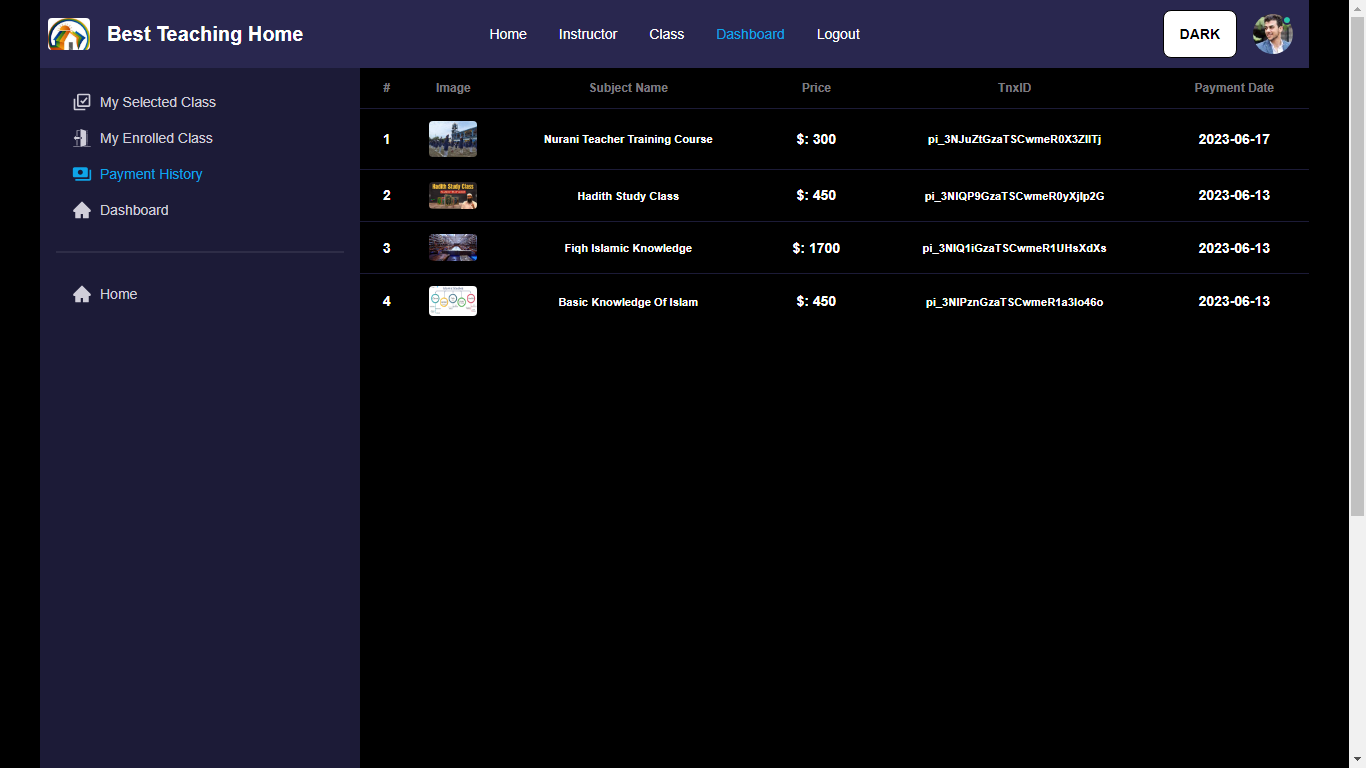 Best Teaching Home
Home Instructor Class Dashboard Logout
DARK
My Selected Class
My Enrolled Class
Payment History
Dashboard
Home
# Image Subject Name Price TnxID Payment Date
1 Nurani Teacher Training Course $: 300 pi_3NJuZtGzaTSCwmeR0X3ZIITj 2023-06-17
Hadith Study Class
2 Hadith Study Class $: 450 pi_3NIQP9GzaTSCwmeR0yXjIp2G 2023-06-13
3 Fiqh Islamic Knowledge $: 1700 pi_3NIQ1iGzaTSCwmeR1UHsXdXs 2023-06-13
4 Basic Knowledge Of Islam $: 450 pi_3NIPznGzaTSCwmeR1a3Io46o 2023-06-13